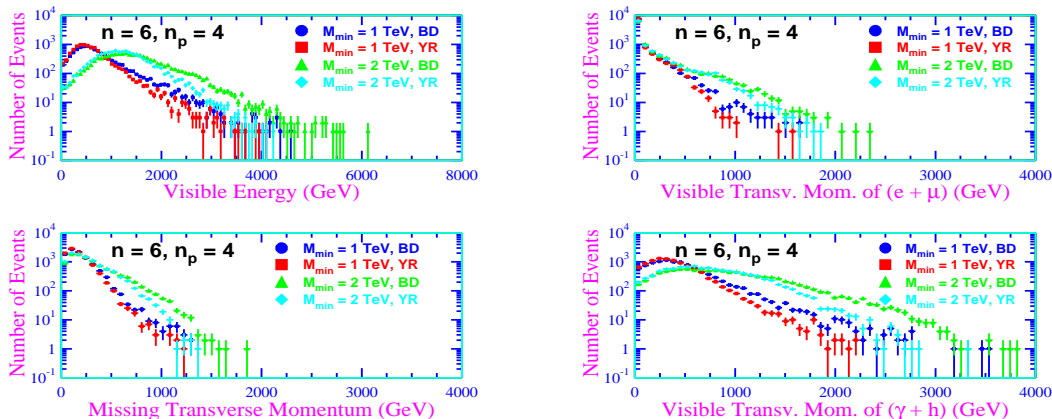 n = 6, n_p = 4
M_min = 1 TeV, BD
M_min = 1 TeV, YR
M_min = 2 TeV, BD
M_min = 2 TeV, YR
Number of Events
10^4
10^3
10^2
10
1
10^-1
0 2000 4000 6000 8000
Visible Energy (GeV)
n = 6, n_p = 4
M_min = 1 TeV, BD
M_min = 1 TeV, YR
M_min = 2 TeV, BD
M_min = 2 TeV, YR
Number of Events
10^4
10^3
10^2
10
1
10^-1
0 1000 2000 3000 4000
Visible Transv. Mom. of (e + μ) (GeV)
n = 6, n_p = 4
M_min = 1 TeV, BD
M_min = 1 TeV, YR
M_min = 2 TeV, BD
M_min = 2 TeV, YR
Number of Events
10^4
10^3
10^2
10
1
10^-1
0 1000 2000 3000 4000
Missing Transverse Momentum (GeV)
n = 6, n_p = 4
M_min = 1 TeV, BD
M_min = 1 TeV, YR
M_min = 2 TeV, BD
M_min = 2 TeV, YR
Number of Events
10^4
10^3
10^2
10
1
10^-1
0 1000 2000 3000 4000
Visible Transv. Mom. of (γ + h) (GeV)